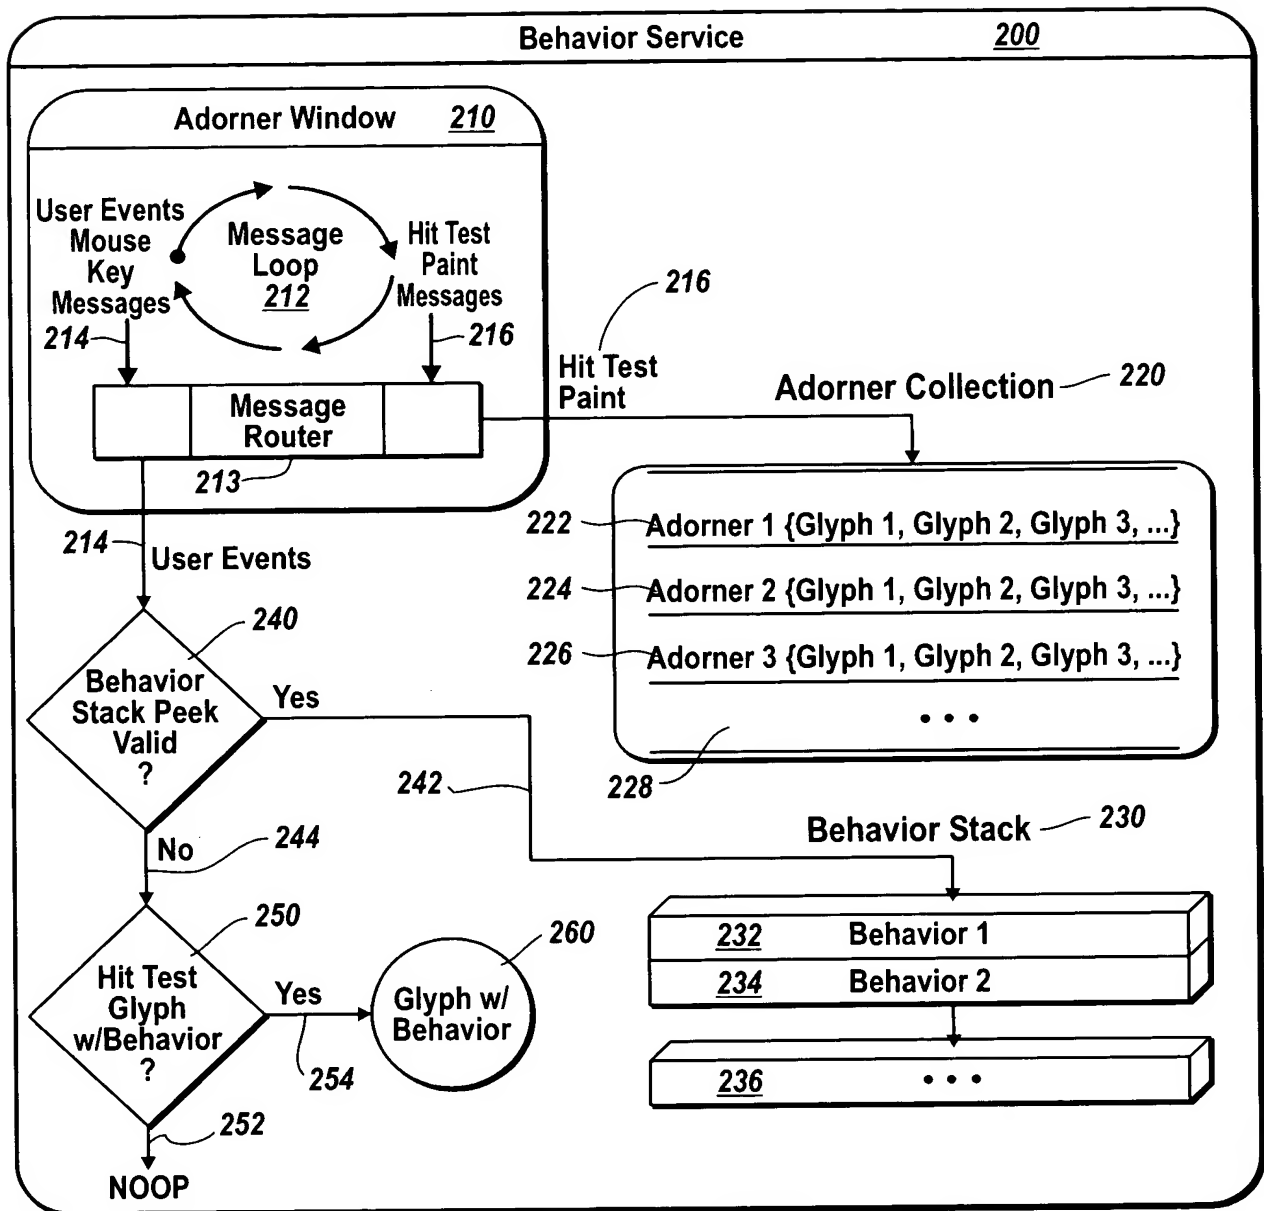 Behavior Service 200
Adorner Window 210
User Events
Mouse
Key
Messages
214
Message
Loop
212
Hit Test
Paint
Messages
216
Message
Router
213
216
Hit Test
Paint
Adorner Collection 220
222 Adorner 1 {Glyph 1, Glyph 2, Glyph 3, ...}
224 Adorner 2 {Glyph 1, Glyph 2, Glyph 3, ...}
226 Adorner 3 {Glyph 1, Glyph 2, Glyph 3, ...}
• • •
228
214
User Events
240
Behavior
Stack Peek
Valid
?
Yes
242
No
244
Behavior Stack 230
232 Behavior 1
234 Behavior 2
236 • • •
250
Hit Test
Glyph
w/Behavior
?
Yes
254
260
Glyph w/
Behavior
252
NOOP